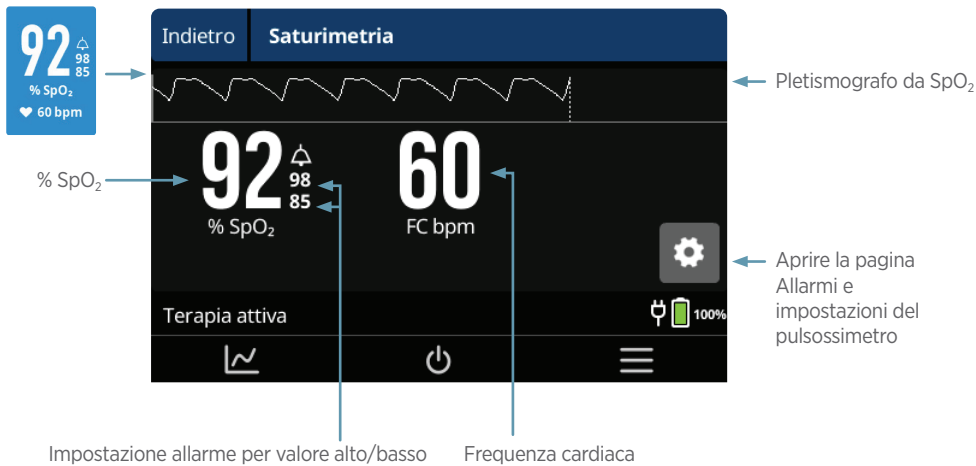 92
98
85
% SpO₂
60 bpm
Indietro Saturimetria
Pletismografo da SpO₂
% SpO₂
92
98
85
% SpO₂
60
FC bpm
Aprire la pagina
Allarmi e
impostazioni del
pulsossimetro
Terapia attiva
100%
Impostazione allarme per valore alto/basso
Frequenza cardiaca